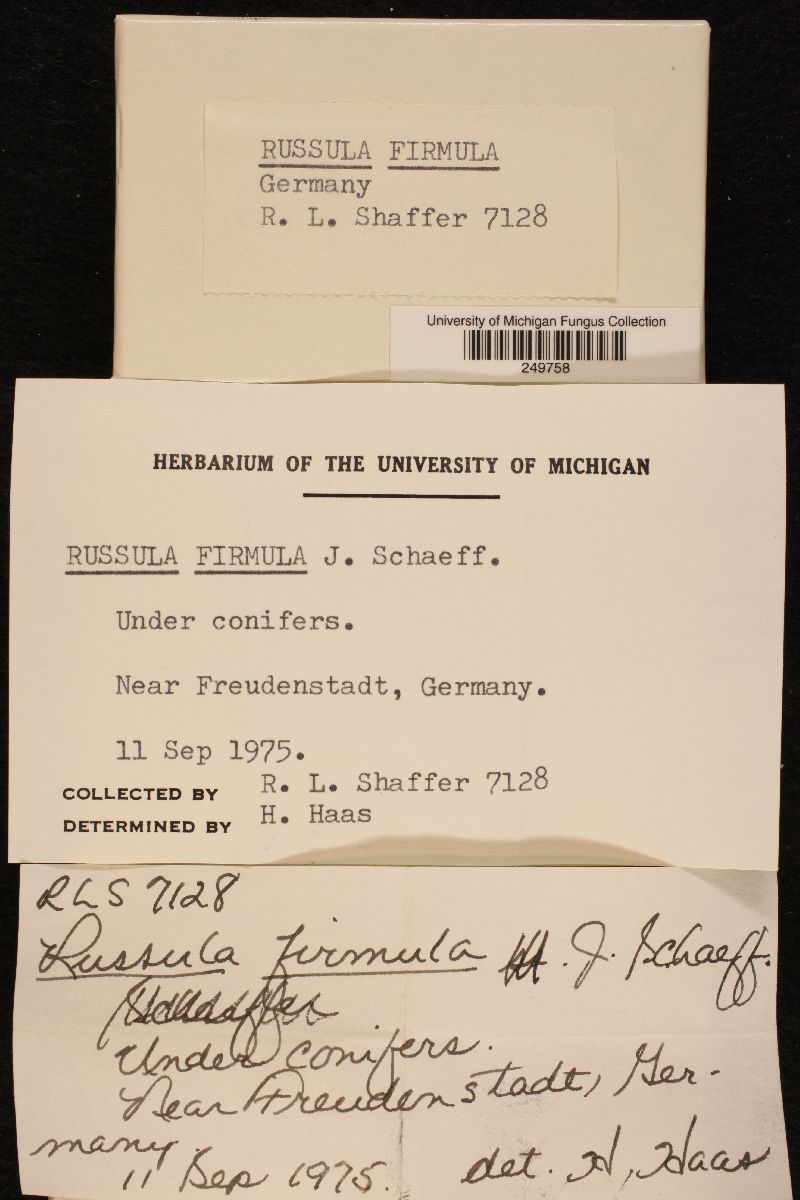 RUSSULA FIRMULA
Germany
R. L. Shaffer 7128
University of Michigan Fungus Collection
249758
HERBARIUM OF THE UNIVERSITY OF MICHIGAN
RUSSULA FIRMULA J. Schaeff.
Under conifers.
Near Freudenstadt, Germany.
11 Sep 1975.
COLLECTED BY R. L. Shaffer 7128
DETERMINED BY H. Haas
RLS 7128
Russula firmula J. Schaeff.
Under conifers.
Near Freudenstadt, Ger-
many.
11 Sep 1975. det. H. Haas